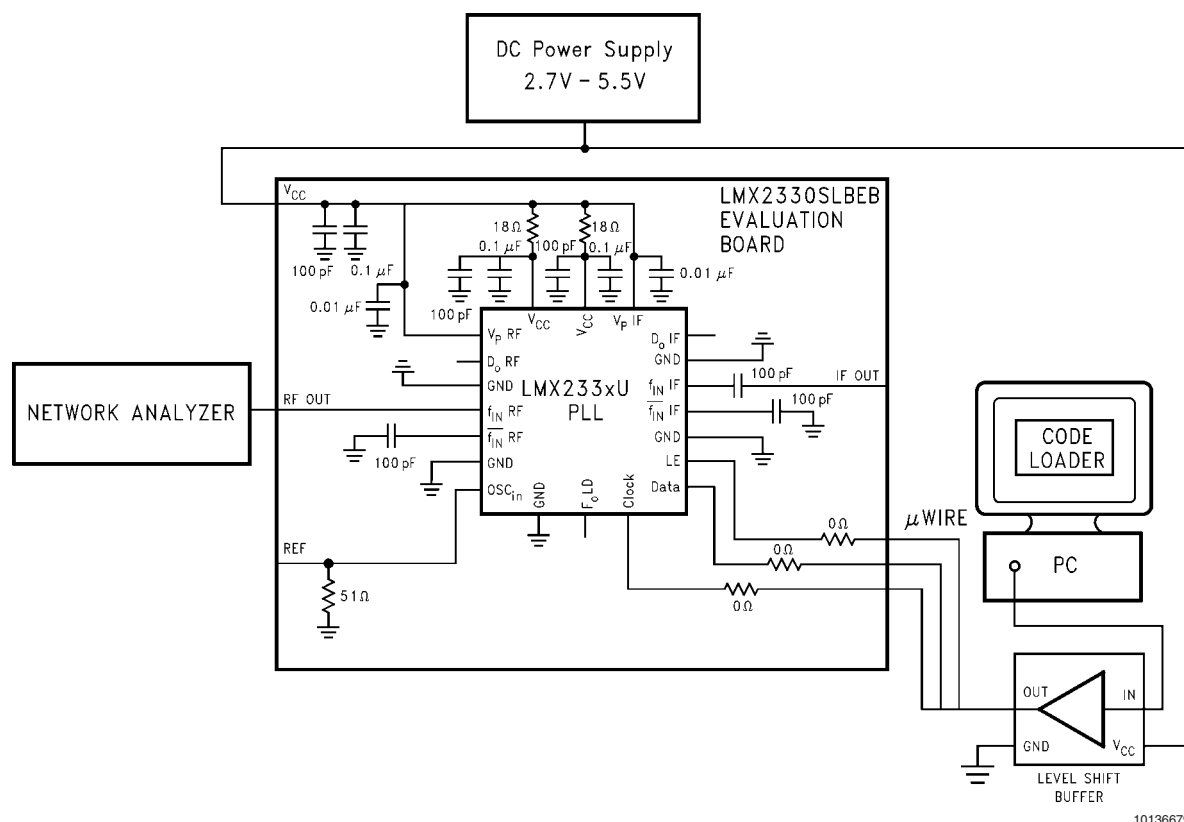 DC Power Supply
2.7V – 5.5V
LMX2330SLBEB
EVALUATION
BOARD
VCC
18Ω
18Ω
100 pF
0.1 μF
0.1 μF
100 pF
0.1 μF
0.01 μF
0.01 μF
100 pF
VCC
VCC
VP IF
VP RF
Do RF
GND
fIN RF
fIN RF
GND
OSCin
GND
FoLD
Clock
LMX233xU
PLL
Do IF
GND
fIN IF
fIN IF
GND
LE
Data
NETWORK ANALYZER
RF OUT
100 pF
REF
51Ω
100 pF
IF OUT
100 pF
μWIRE
0Ω
0Ω
0Ω
CODE
LOADER
PC
OUT
IN
GND
VCC
LEVEL SHIFT
BUFFER